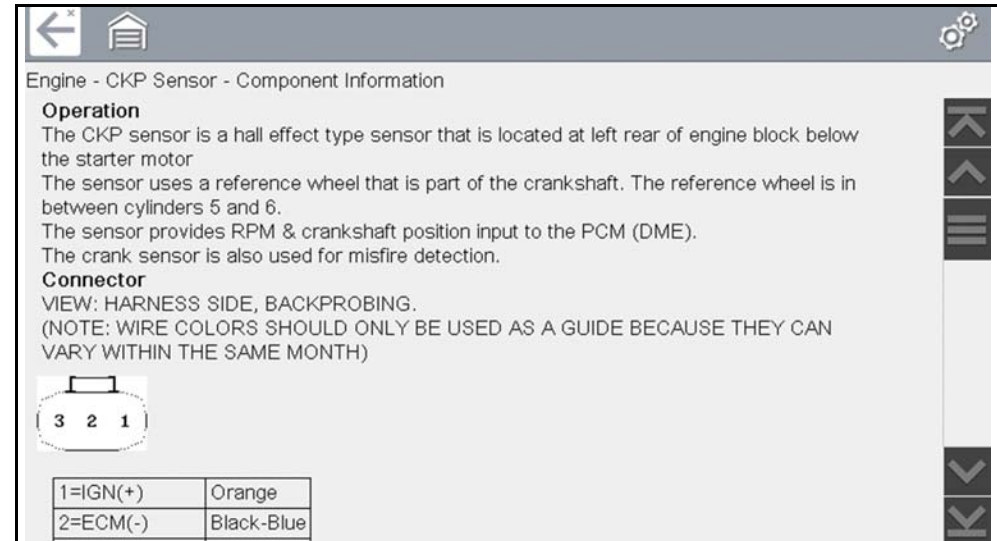 Engine - CKP Sensor - Component Information
Operation
The CKP sensor is a hall effect type sensor that is located at left rear of engine block below
the starter motor
The sensor uses a reference wheel that is part of the crankshaft. The reference wheel is in
between cylinders 5 and 6.
The sensor provides RPM & crankshaft position input to the PCM (DME).
The crank sensor is also used for misfire detection.
Connector
VIEW: HARNESS SIDE, BACKPROBING.
(NOTE: WIRE COLORS SHOULD ONLY BE USED AS A GUIDE BECAUSE THEY CAN
VARY WITHIN THE SAME MONTH)
3 2 1
1=IGN(+) Orange
2=ECM(-) Black-Blue